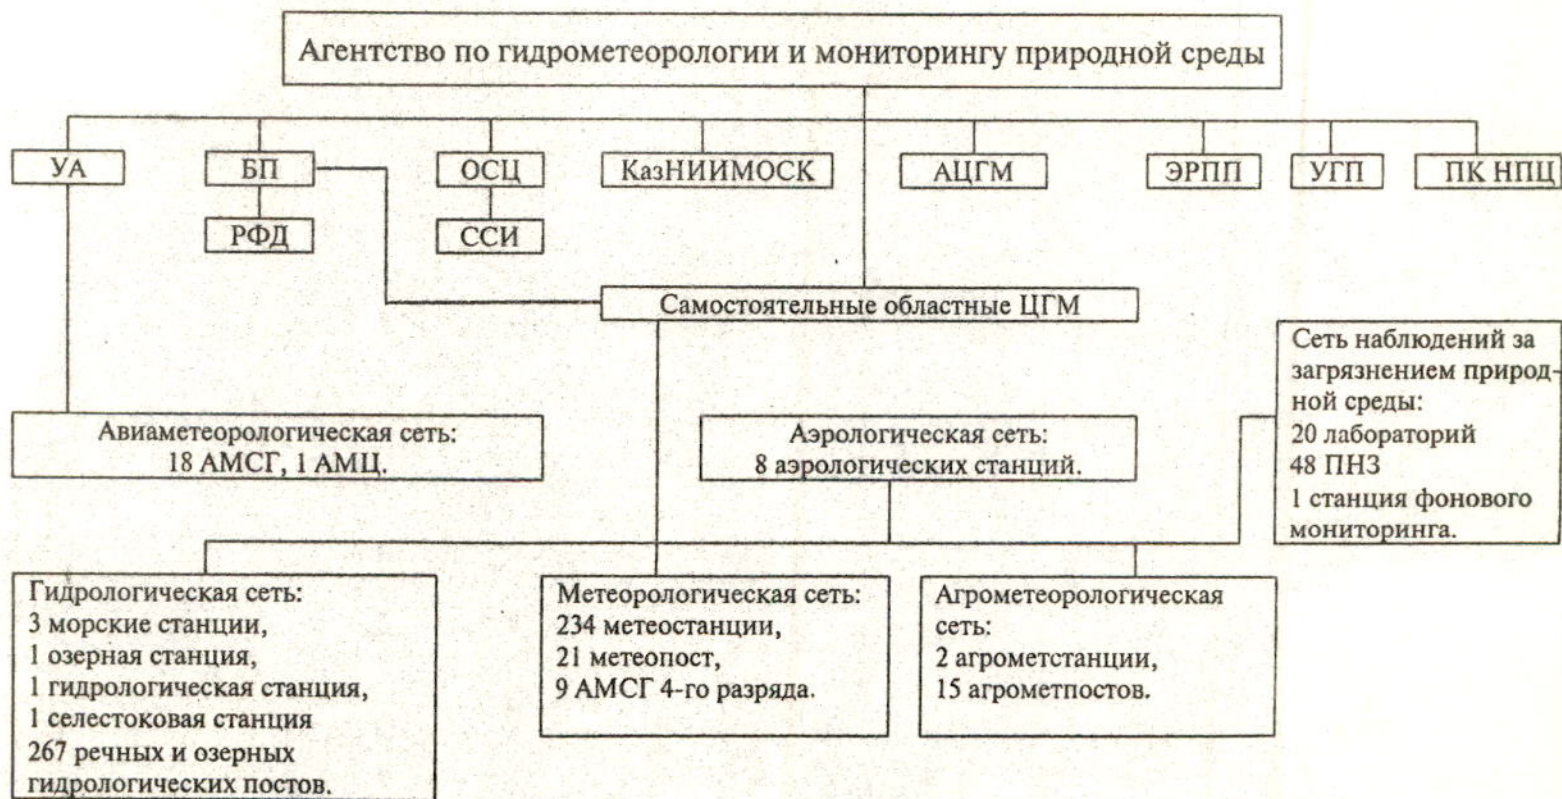 Агентство по гидрометеорологии и мониторингу природной среды
УА
БП
ОСЦ
КазНИИМОСК
АЦГМ
ЭРПП
УГП
ПК НПЦ
РФД
ССИ
Самостоятельные областные ЦГМ
Сеть наблюдений за
загрязнением природ-
ной среды:
20 лабораторий
48 ПНЗ
1 станция фонового
мониторинга.
Авиаметеорологическая сеть:
18 АМСГ, 1 АМЦ.
Аэрологическая сеть:
8 аэрологических станций.
Гидрологическая сеть:
3 морские станции,
1 озерная станция,
1 гидрологическая станция,
1 селестоковая станция
267 речных и озерных
гидрологических постов.
Метеорологическая сеть:
234 метеостанции,
21 метеопост,
9 АМСГ 4-го разряда.
Агрометеорологическая
сеть:
2 агрометстанции,
15 агрометпостов.